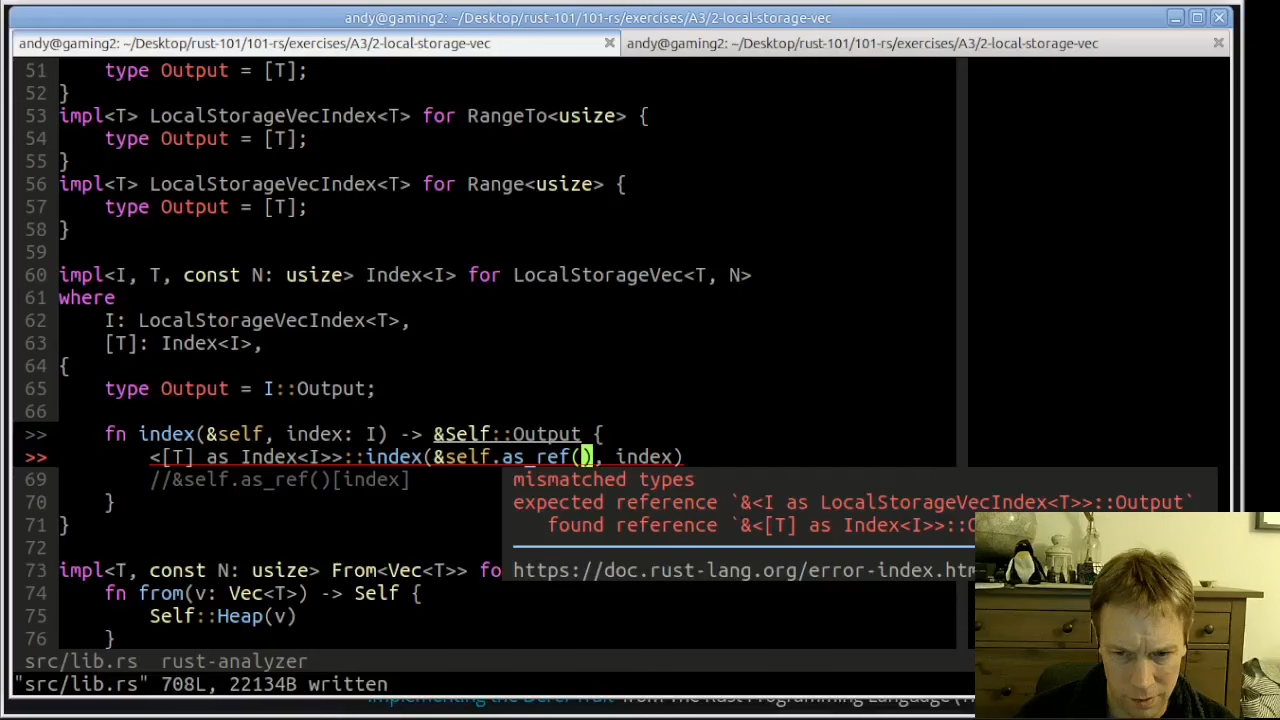 andy@gaming2: ~/Desktop/rust-101/101-rs/exercises/A3/2-local-storage-vec
andy@gaming2: ~/Desktop/rust-101/101-rs/exercises/A3/2-local-storage-vec
andy@gaming2: ~/Desktop/rust-101/101-rs/exercises/A3/2-local-storage-vec
51     type Output = [T];
52 }
53 impl<T> LocalStorageVecIndex<T> for RangeTo<usize> {
54     type Output = [T];
55 }
56 impl<T> LocalStorageVecIndex<T> for Range<usize> {
57     type Output = [T];
58 }
59
60 impl<I, T, const N: usize> Index<I> for LocalStorageVec<T, N>
61 where
62     I: LocalStorageVecIndex<T>,
63     [T]: Index<I>,
64 {
65     type Output = I::Output;
66
>>     fn index(&self, index: I) -> &Self::Output {
>>         <[T] as Index<I>>::index(&self.as_ref(), index)
69         //&self.as_ref()[index]
mismatched types
70     }
expected reference `&<I as LocalStorageVecIndex<T>>::Output`
71 }
found reference `&<[T] as Index<I>>::
72
73 impl<T, const N: usize> From<Vec<T>> fo
https://doc.rust-lang.org/error-index.htm
74     fn from(v: Vec<T>) -> Self {
75         Self::Heap(v)
76     }
src/lib.rs  rust-analyzer
"src/lib.rs" 708L, 22134B written